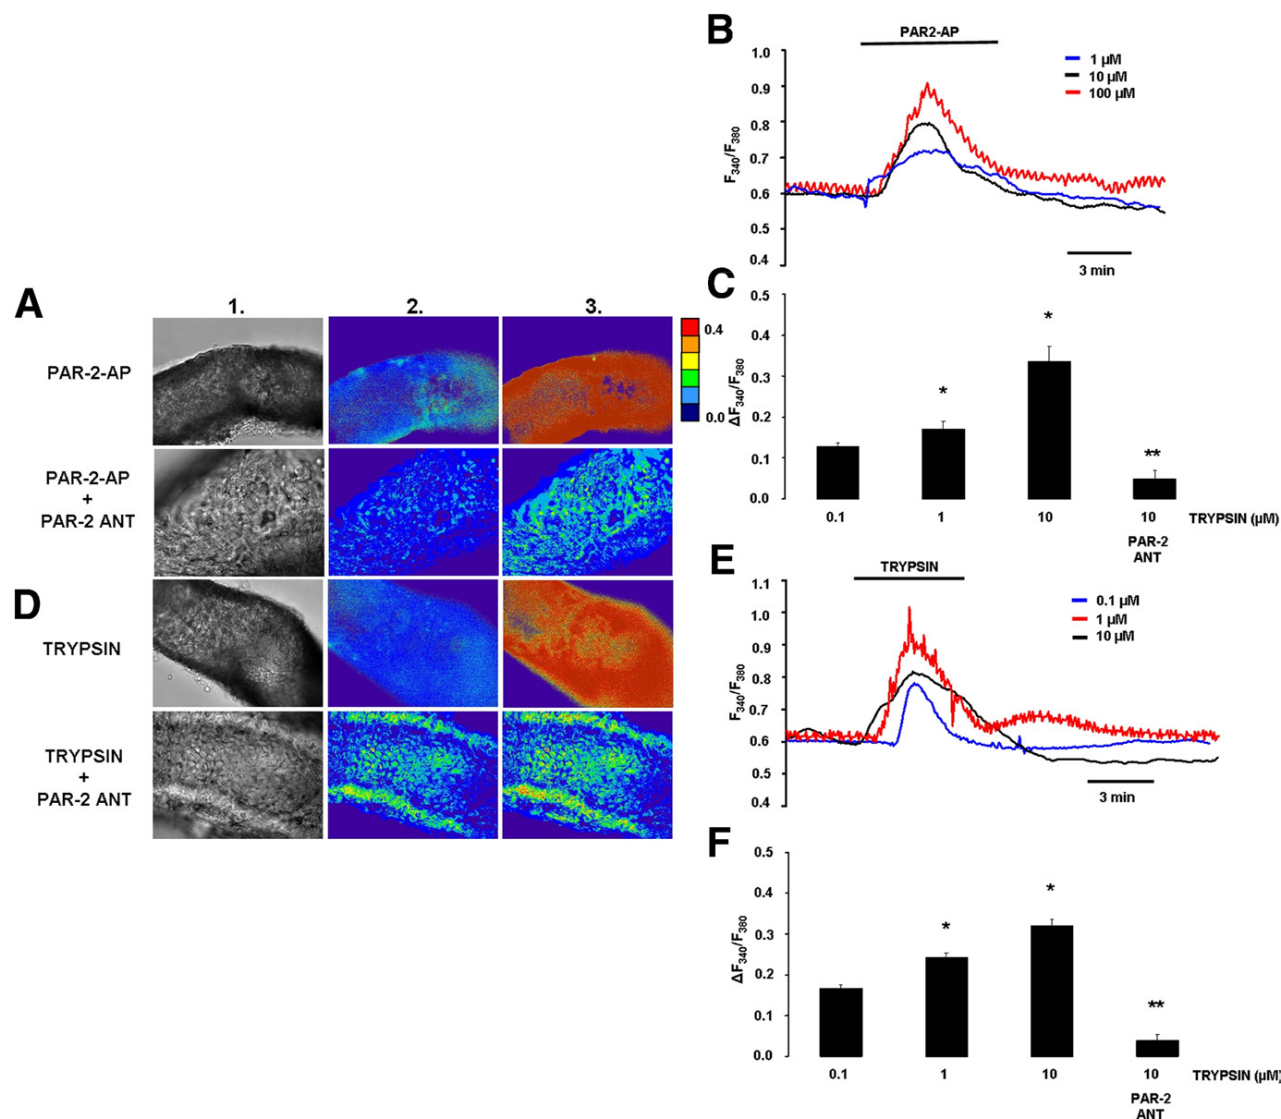 B
PAR2-AP
1.0
0.9
0.8
0.7
0.6
0.5
0.4
F340/F380
1 µM
10 µM
100 µM
3 min
A
1.
2.
3.
0.4
0.0
PAR-2-AP
PAR-2-AP
+
PAR-2 ANT
D
TRYPSIN
TRYPSIN
+
PAR-2 ANT
C
0.5
0.4
0.3
0.2
0.1
0.0
ΔF340/F380
*
*
**
0.1
1
10
10
TRYPSIN (µM)
PAR-2
ANT
E
TRYPSIN
1.1
1.0
0.9
0.8
0.7
0.6
0.5
0.4
F340/F380
0.1 µM
1 µM
10 µM
3 min
F
0.5
0.4
0.3
0.2
0.1
0.0
ΔF340/F380
*
*
**
0.1
1
10
10
TRYPSIN (µM)
PAR-2
ANT